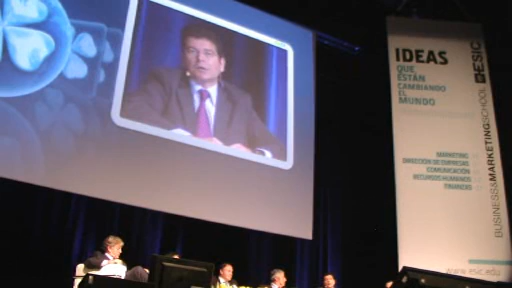 IDEAS
QUE
ESTÁN
CAMBIANDO
EL
MUNDO
MARKETING
DIRECCIÓN DE EMPRESAS
COMUNICACIÓN
RECURSOS HUMANOS
FINANZAS
BUSINESS&MARKETINGSCHOOL
ESIC
www.esic.edu